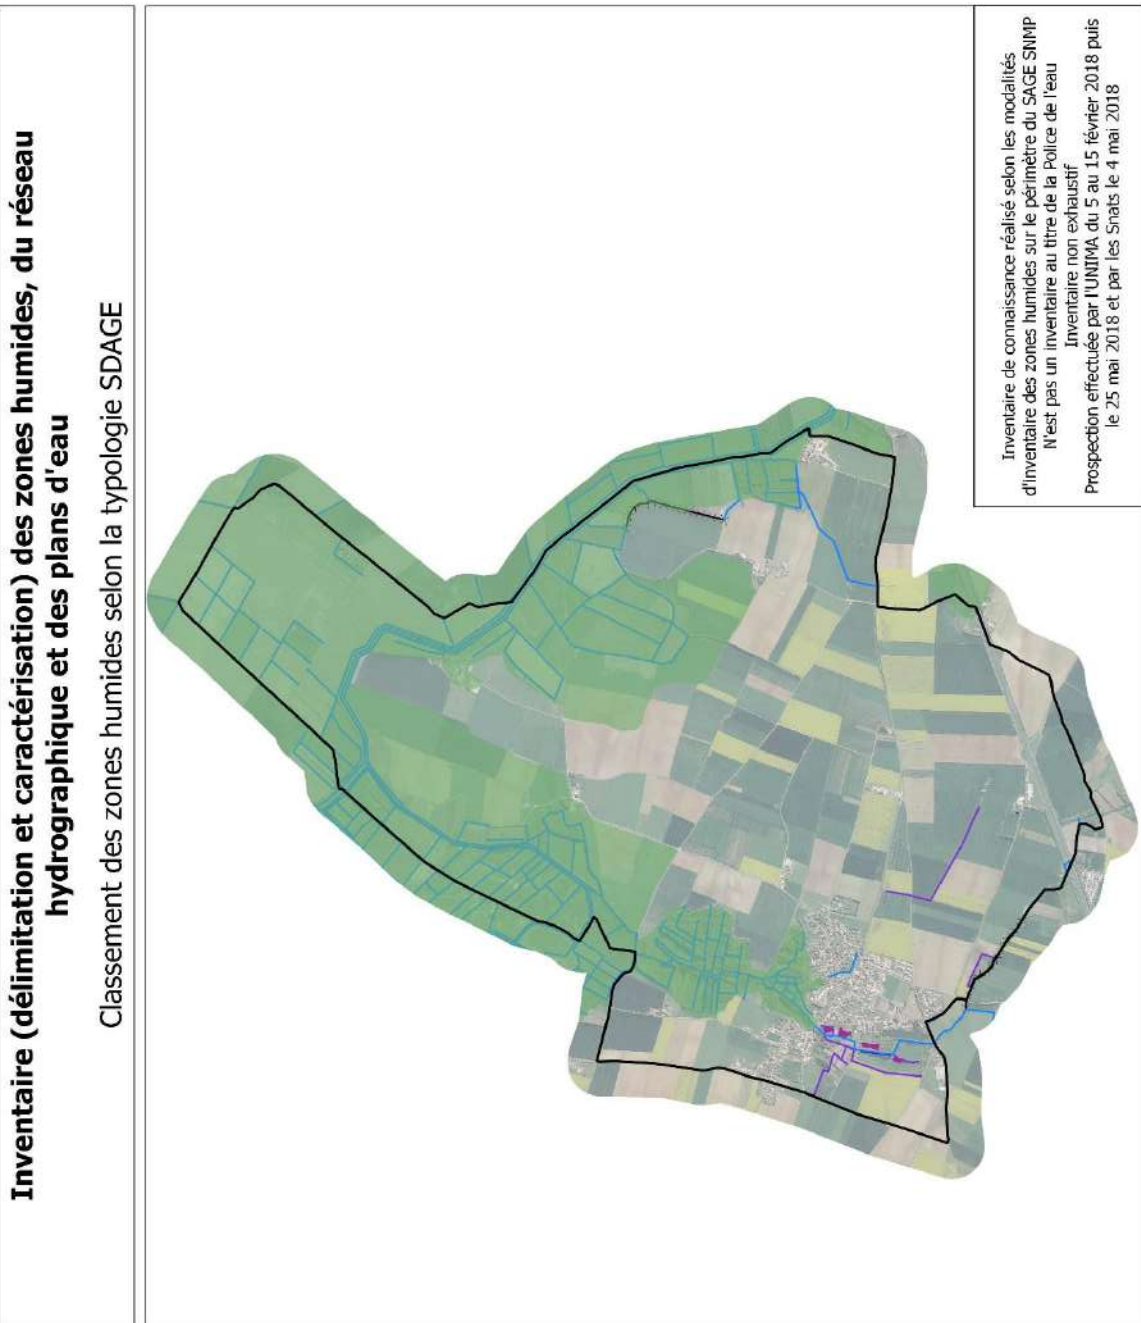 Inventaire (délimitation et caractérisation) des zones humides, du réseau
hydrographique et des plans d'eau
Classement des zones humides selon la typologie SDAGE
Inventaire de connaissance réalisé selon les modalités
d'inventaire des zones humides sur le périmètre du SAGE SNMP
N'est pas un inventaire au titre de la Police de l'eau
Inventaire non exhaustif
Prospection effectuée par l'UNIMA du 5 au 15 février 2018 puis
le 25 mai 2018 et par les Snats le 4 mai 2018